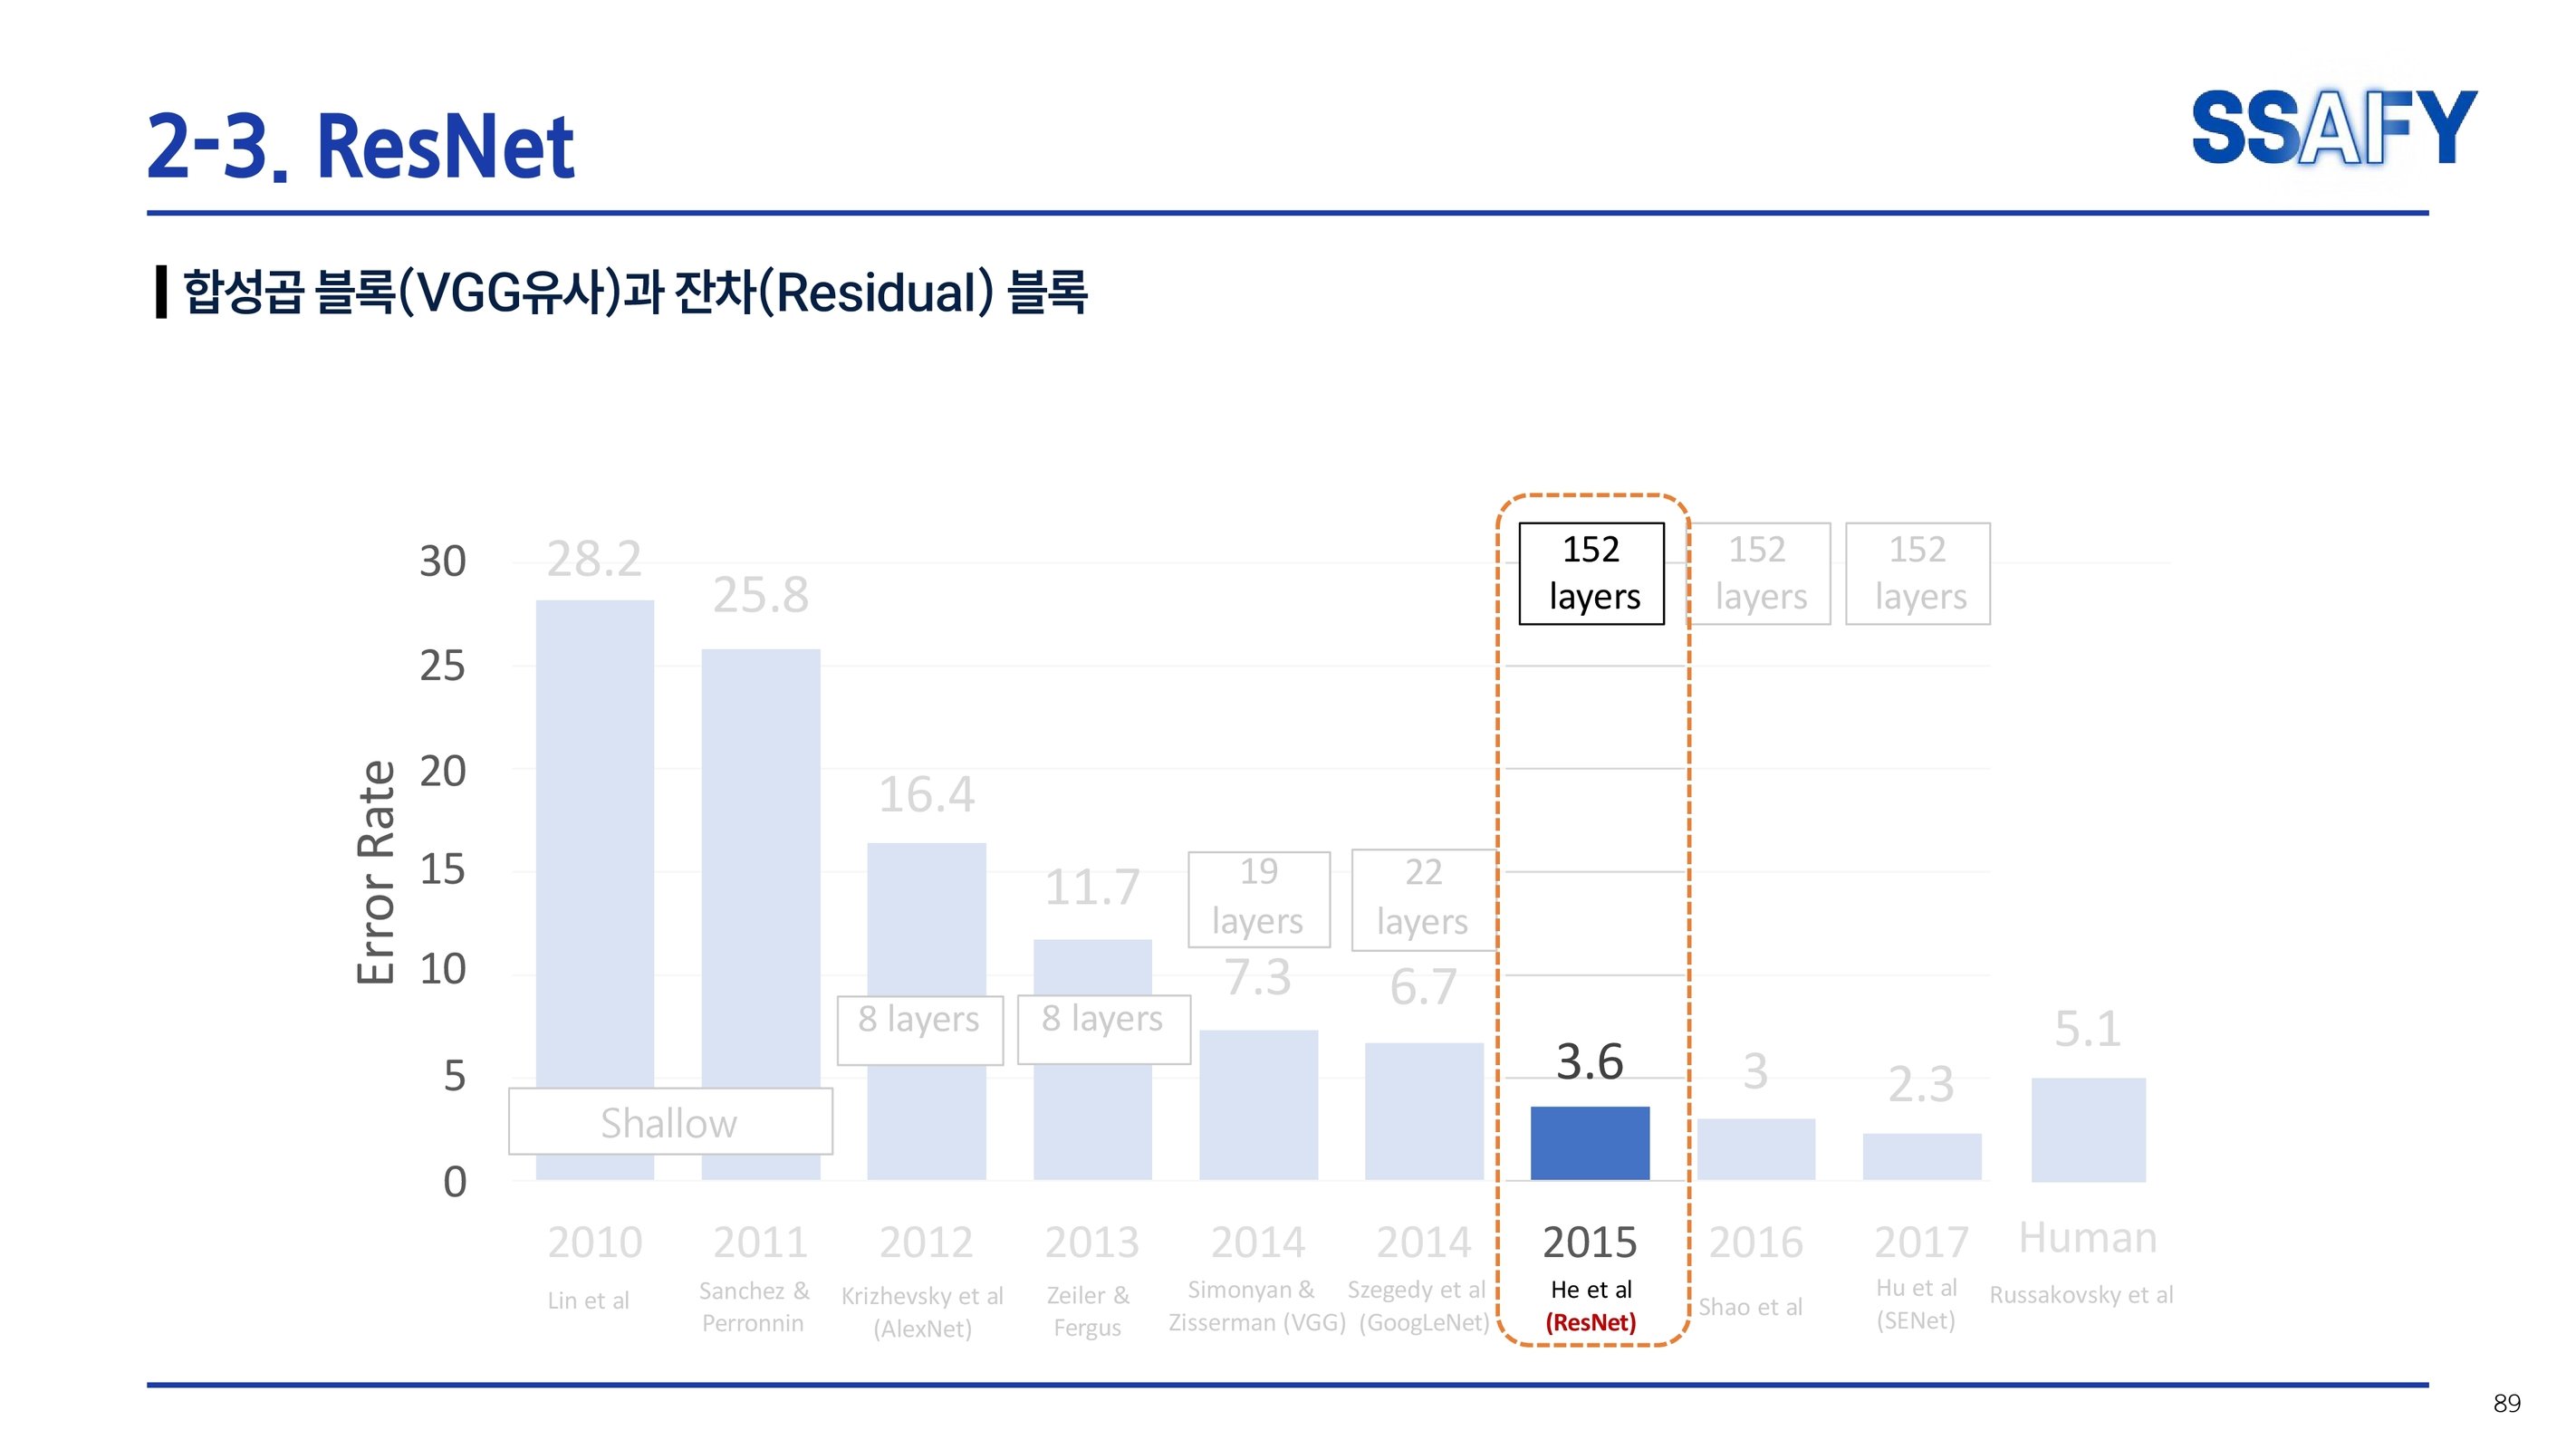 2-3. ResNet
SSAFY
합성곱 블록(VGG유사)과 잔차(Residual) 블록
Error Rate
30
25
20
15
10
5
0
28.2
25.8
16.4
11.7
7.3
6.7
3.6
3
2.3
5.1
Shallow
8 layers
8 layers
19
layers
22
layers
152
layers
152
layers
152
layers
2010
Lin et al
2011
Sanchez &
Perronnin
2012
Krizhevsky et al
(AlexNet)
2013
Zeiler &
Fergus
2014
Simonyan &
Zisserman (VGG)
2014
Szegedy et al
(GoogLeNet)
2015
He et al
(ResNet)
2016
Shao et al
2017
Hu et al
(SENet)
Human
Russakovsky et al
89